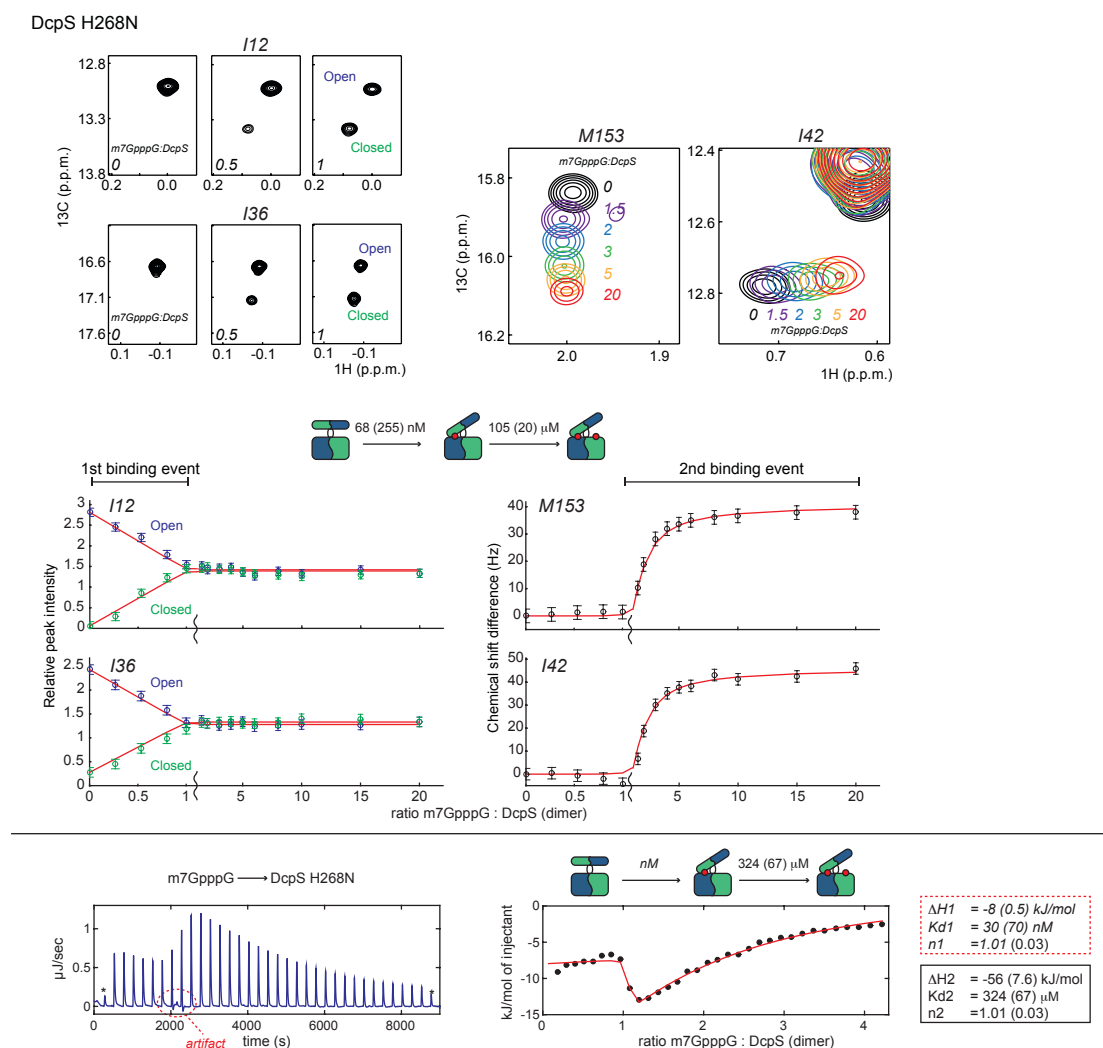 DcpS H268N
I12
12.8
13.3
13.8
13C (p.p.m.)
m7GpppG:DcpS
0
0.5
Open
Closed
1
0.2 0.0 0.2 0.0 0.2 0.0
I36
16.6
17.1
17.6
m7GpppG:DcpS
0
0.5
Open
Closed
1
0.1 -0.1 0.1 -0.1 0.1 -0.1
1H (p.p.m.)
M153
m7GpppG:DcpS
15.8
16.0
16.2
13C (p.p.m.)
0
1.5
2
3
5
20
2.0 1.9
I42
12.4
12.6
12.8
0 1.5 2 3 5 20
m7GpppG:DcpS
0.7 0.6
1H (p.p.m.)
68 (255) nM
105 (20) µM
1st binding event
2nd binding event
I12
Open
Closed
3
2.5
2
1.5
1
0.5
0
Relative peak intensity
I36
Open
Closed
2.5
2
1.5
1
0.5
0
0 0.5 1 5 10 15 20
M153
40
30
20
10
0
0 0.5 1 5 10 15 20
Chemical shift difference (Hz)
I42
50
40
30
20
10
0
0 0.5 1 5 10 15 20
ratio m7GpppG : DcpS (dimer)
m7GpppG DcpS H268N
1
0.5
0
µJ/sec
*
*
artifact
0 2000 4000 6000 8000
time (s)
nM
324 (67) µM
0
-5
-10
-15
kJ/mol of injectant
0 1 2 3 4
ratio m7GpppG : DcpS (dimer)
ΔH1 = -8 (0.5) kJ/mol
Kd1 = 30 (70) nM
n1 =1.01 (0.03)
ΔH2 = -56 (7.6) kJ/mol
Kd2 = 324 (67) µM
n2 = 1.01 (0.03)